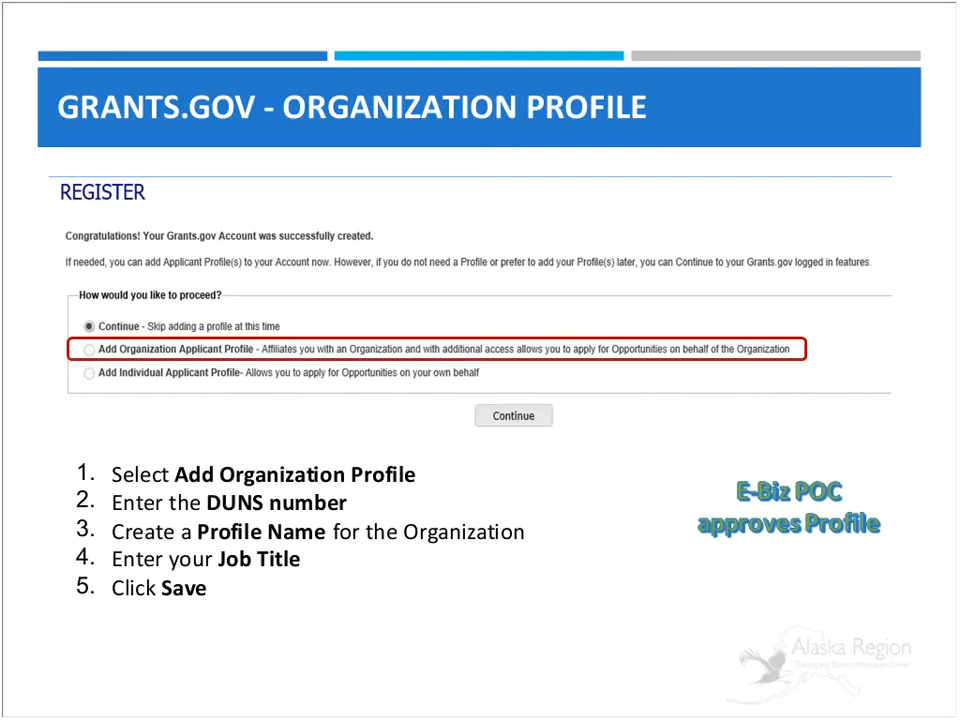 GRANTS.GOV - ORGANIZATION PROFILE
REGISTER
Congratulations! Your Grants.gov Account was successfully created.
If needed, you can add Applicant Profile(s) to your Account now. However, if you do not need a Profile or prefer to add your Profile(s) later, you can Continue to your Grants.gov logged in features.
How would you like to proceed?
Continue - Skip adding a profile at this time
Add Organization Applicant Profile - Affiliates you with an Organization and with additional access allows you to apply for Opportunities on behalf of the Organization
Add Individual Applicant Profile- Allows you to apply for Opportunities on your own behalf
Continue
1. Select Add Organization Profile
2. Enter the DUNS number
3. Create a Profile Name for the Organization
4. Enter your Job Title
5. Click Save
E-Biz POC
approves Profile
Alaska Region